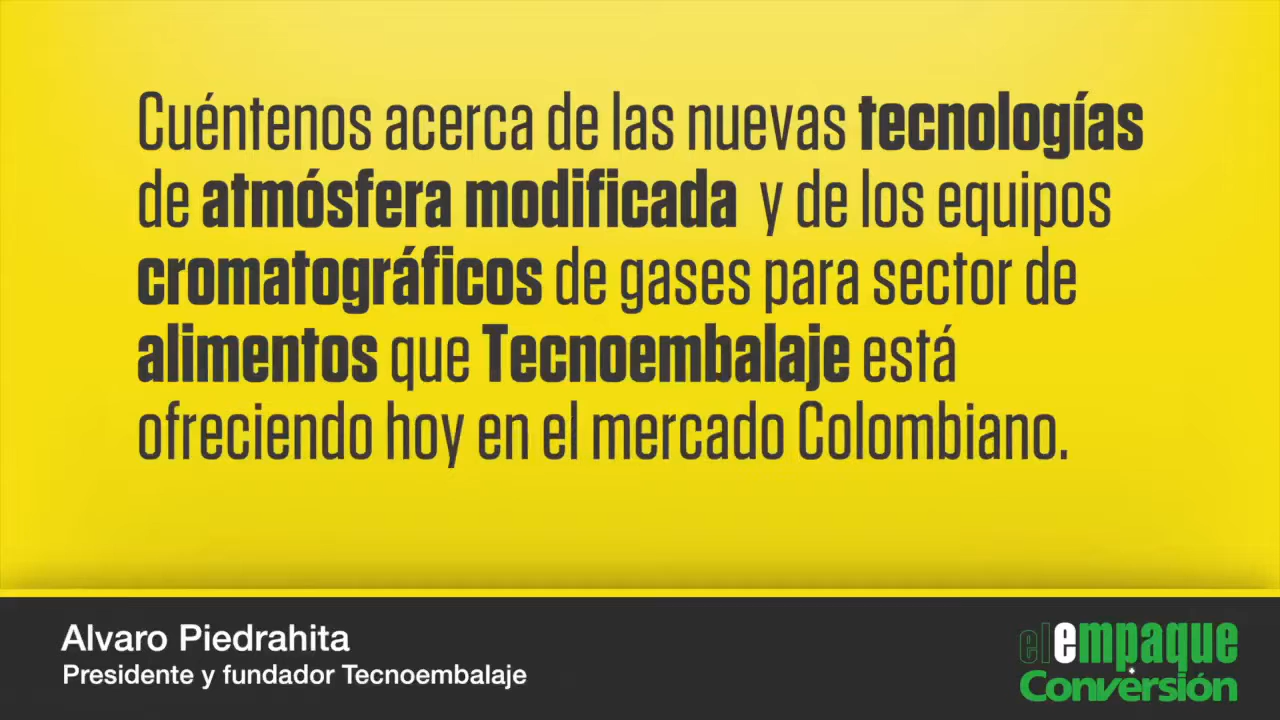 Cuéntenos acerca de las nuevas tecnologías
de atmósfera modificada y de los equipos
cromatográficos de gases para sector de
alimentos que Tecnoembalaje está
ofreciendo hoy en el mercado Colombiano.
Alvaro Piedrahita
Presidente y fundador Tecnoembalaje
elempaque
+
Conversión